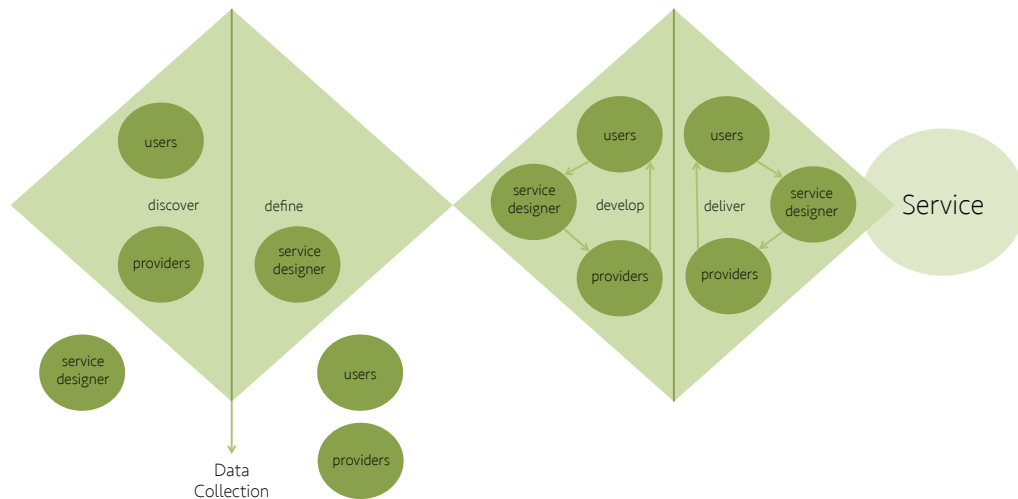 users
discover
providers
service
designer
define
service
designer
users
providers
Data
Collection
users
service
designer
develop
providers
users
deliver
service
designer
providers
Service